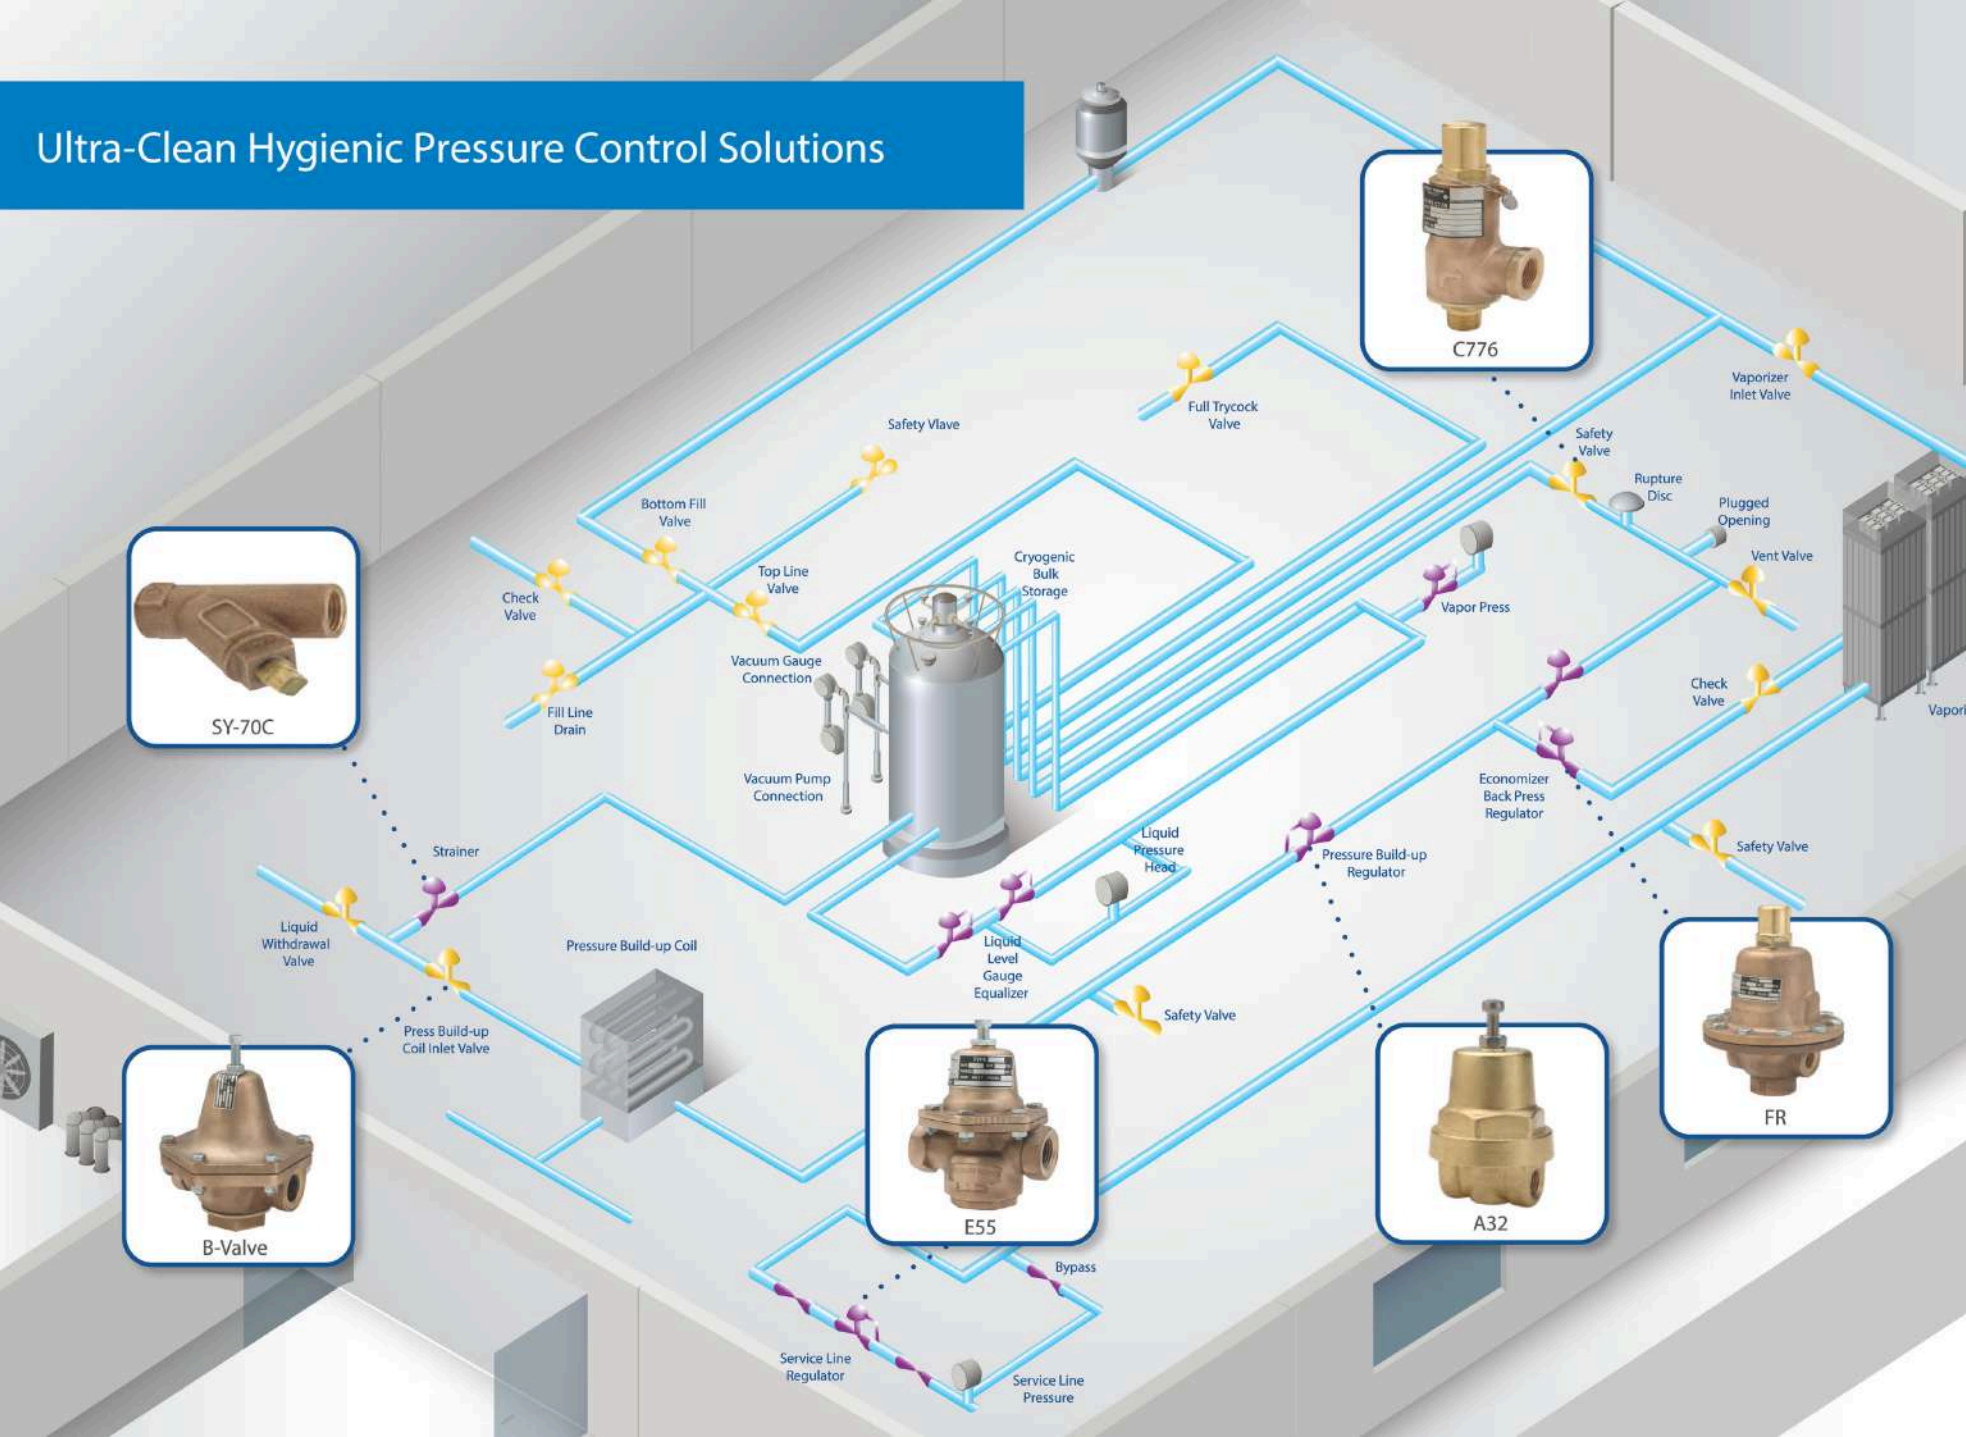 Ultra-Clean Hygienic Pressure Control Solutions
C776
Vaporizer
Inlet Valve
Full Trycock
Valve
Safety Vlave
Safety
Valve
Rupture
Disc
Plugged
Opening
Vent Valve
Bottom Fill
Valve
Top Line
Valve
Cryogenic
Bulk
Storage
Check
Valve
Vapor Press
SY-70C
Vacuum Gauge
Connection
Fill Line
Drain
Check
Valve
Vapori
Vacuum Pump
Connection
Economizer
Back Press
Regulator
Strainer
Liquid
Pressure
Head
Pressure Build-up
Regulator
Safety Valve
Liquid
Withdrawal
Valve
Pressure Build-up Coil
Liquid
Level
Gauge
Equalizer
Safety Valve
Press Build-up
Coil Inlet Valve
FR
A32
E55
B-Valve
Bypass
Service Line
Regulator
Service Line
Pressure